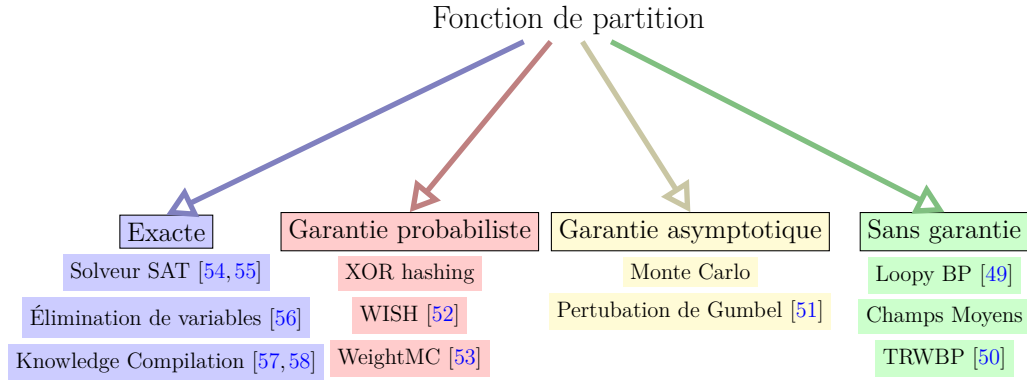 Fonction de partition
Exacte
Garantie probabiliste
Garantie asymptotique
Sans garantie
Solveur SAT [54, 55]
XOR hashing
Monte Carlo
Loopy BP [49]
Élimination de variables [56]
WISH [52]
Pertubation de Gumbel [51]
Champs Moyens
Knowledge Compilation [57, 58]
WeightMC [53]
TRWBP [50]